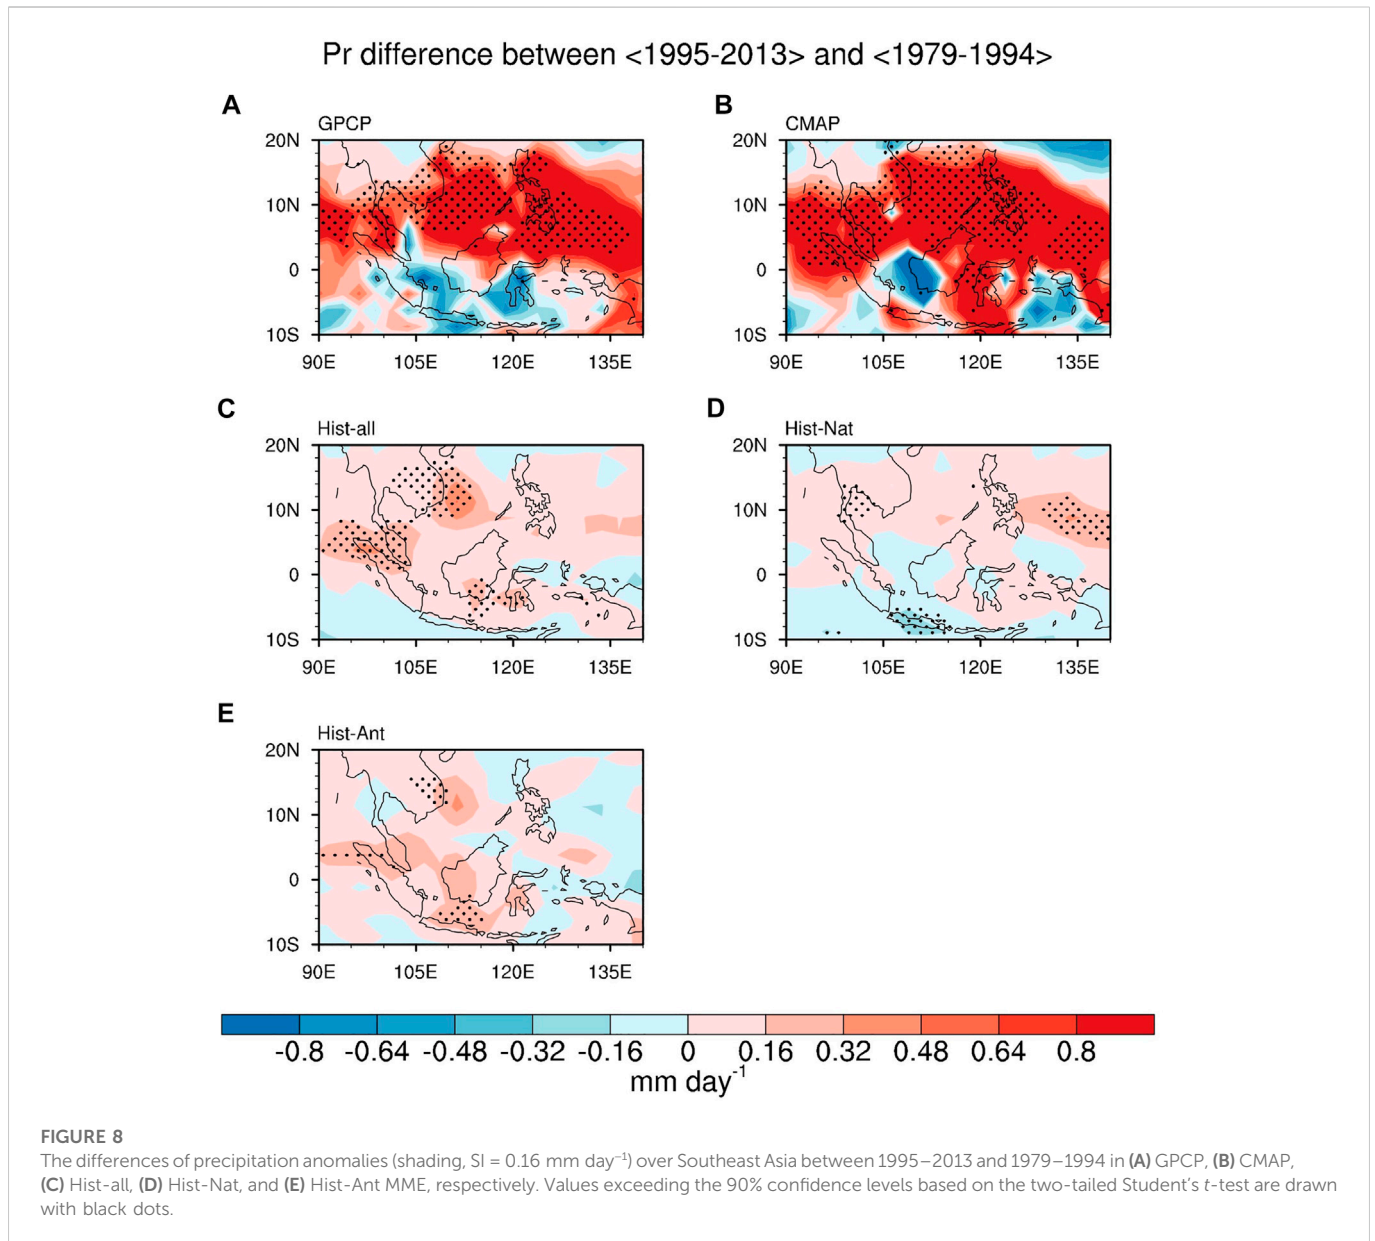 Pr difference between <1995-2013> and <1979-1994>
A
GPCP
20N
10N
0
10S
90E 105E 120E 135E
B
CMAP
20N
10N
0
10S
90E 105E 120E 135E
C
Hist-all
20N
10N
0
10S
90E 105E 120E 135E
D
Hist-Nat
20N
10N
0
10S
90E 105E 120E 135E
E
Hist-Ant
20N
10N
0
10S
90E 105E 120E 135E
-0.8 -0.64 -0.48 -0.32 -0.16 0 0.16 0.32 0.48 0.64 0.8
mm day⁻¹
FIGURE 8
The differences of precipitation anomalies (shading, SI = 0.16 mm day⁻¹) over Southeast Asia between 1995–2013 and 1979–1994 in (A) GPCP, (B) CMAP,
(C) Hist-all, (D) Hist-Nat, and (E) Hist-Ant MME, respectively. Values exceeding the 90% confidence levels based on the two-tailed Student's t-test are drawn
with black dots.